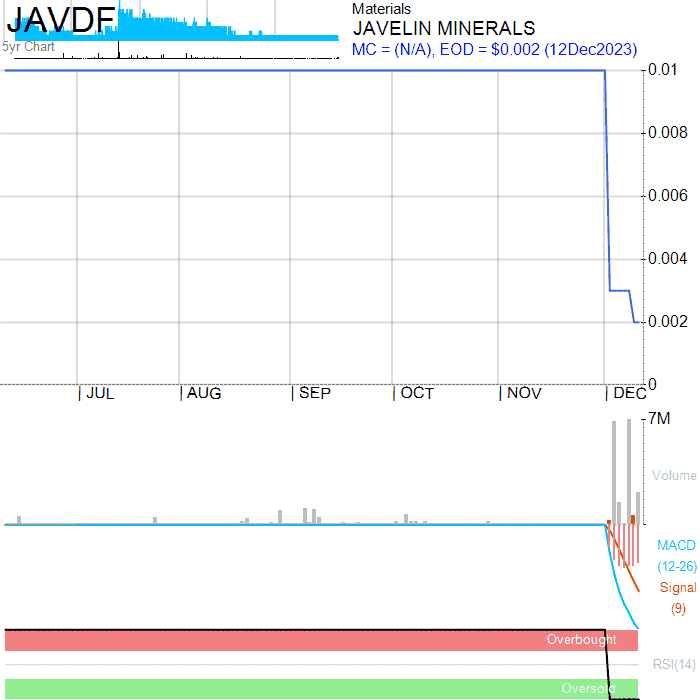 JAVDF
5yr Chart
Materials
JAVELIN MINERALS
MC = (N/A), EOD = $0.002 (12Dec2023)
0.01
0.008
0.006
0.004
0.002
0
JUL
AUG
SEP
OCT
NOV
DEC
7M
Volume
MACD
(12-26)
Signal
(9)
Overbought
RSI(14)
Oversold